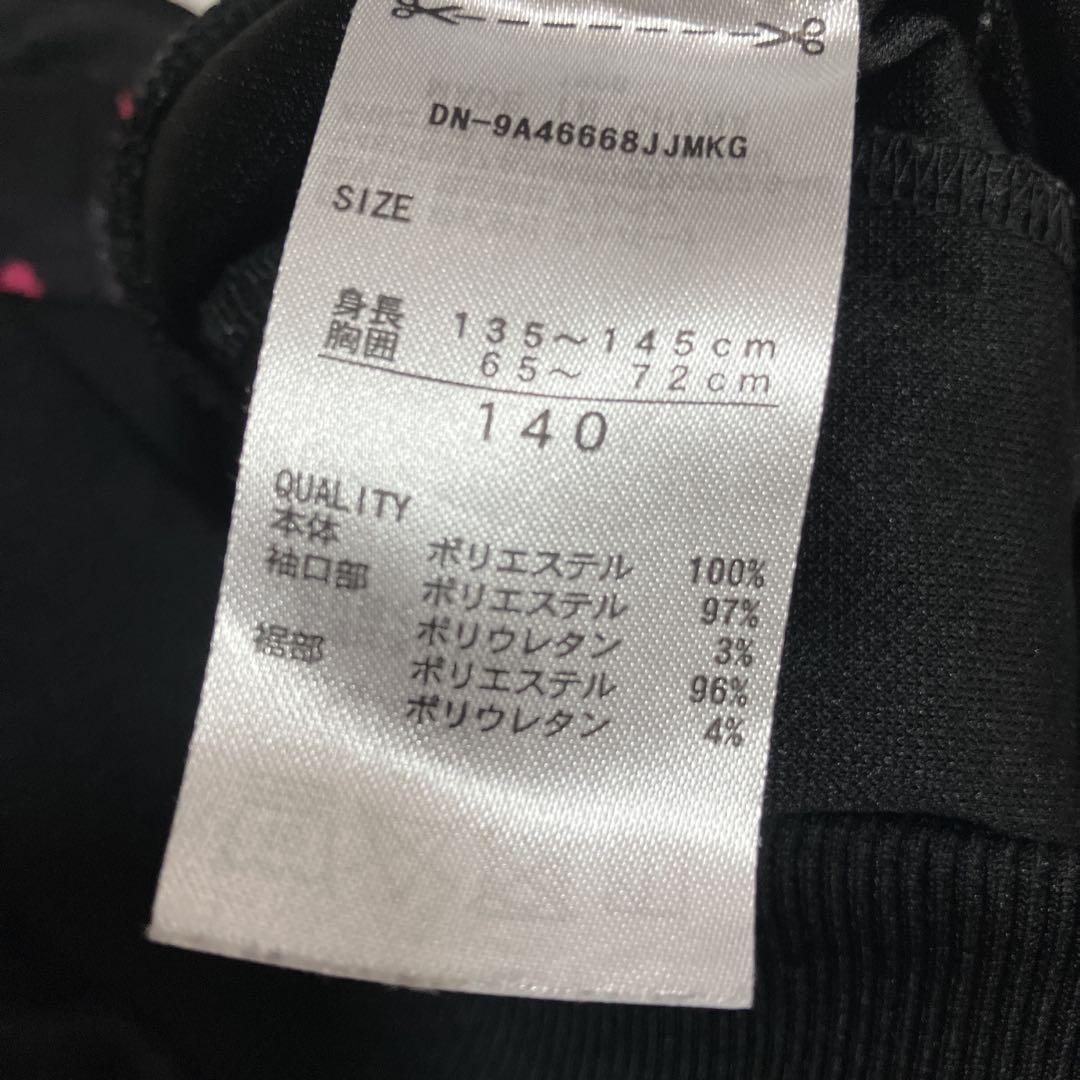 DN-9A46668JJMKG
SIZE
身長 135～145cm
胸囲 65～ 72cm
140
QUALITY
本体 ポリエステル 100%
袖口部 ポリエステル 97%
ポリウレタン 3%
裾部 ポリエステル 96%
ポリウレタン 4%